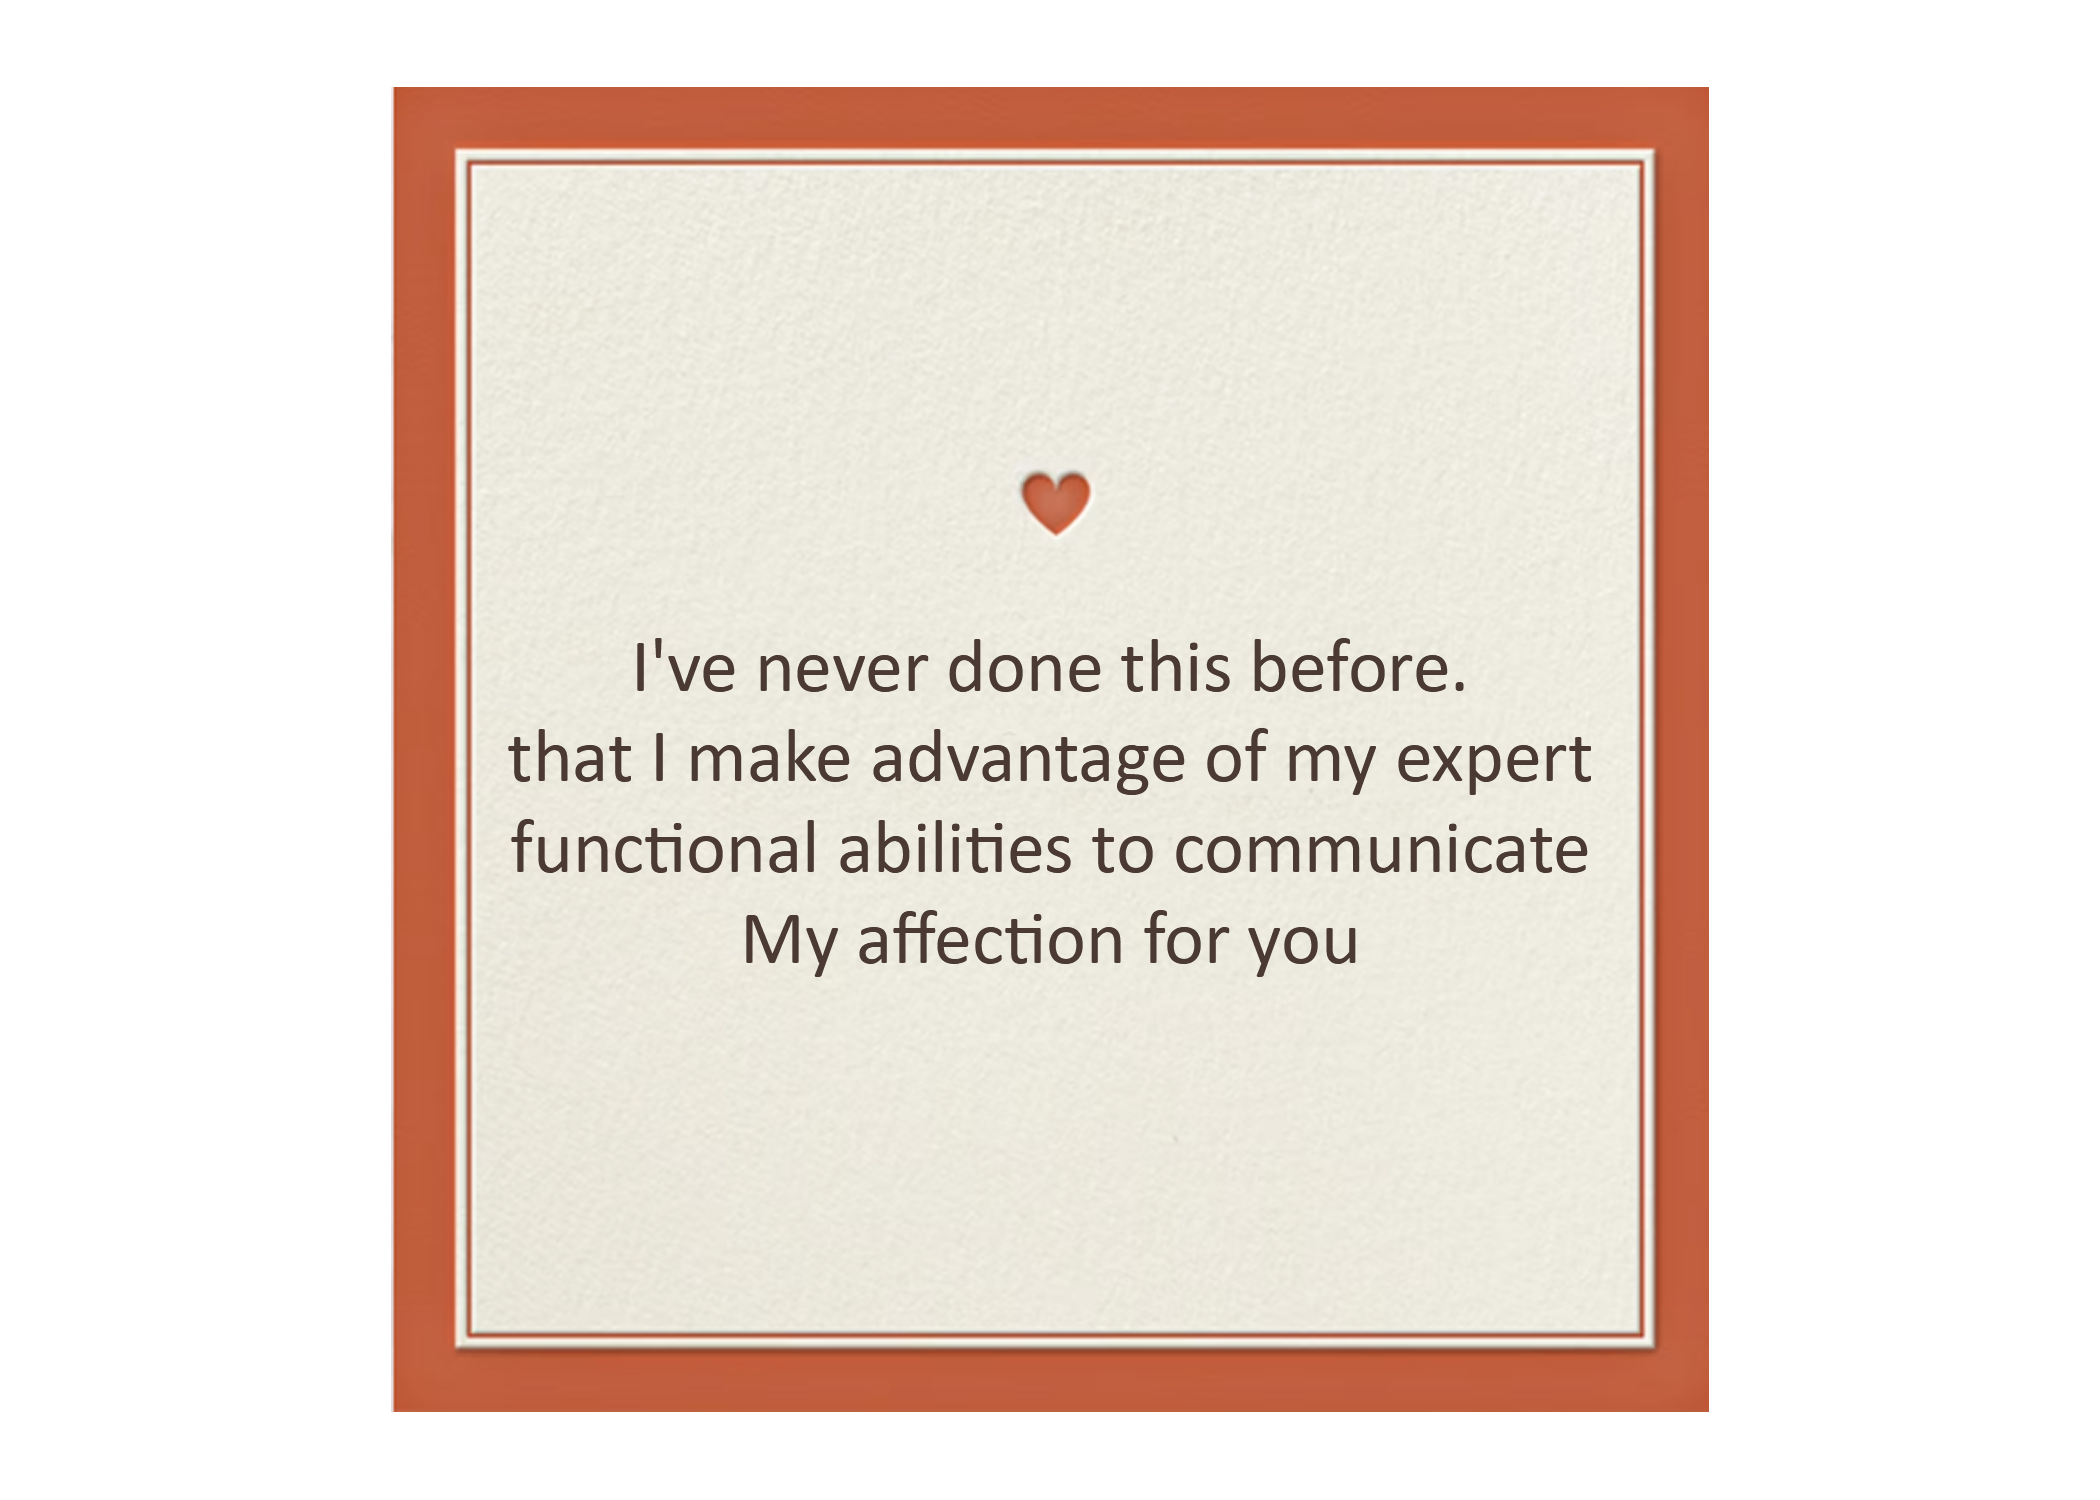 I've never done this before.
that I make advantage of my expert
functional abilities to communicate
My affection for you